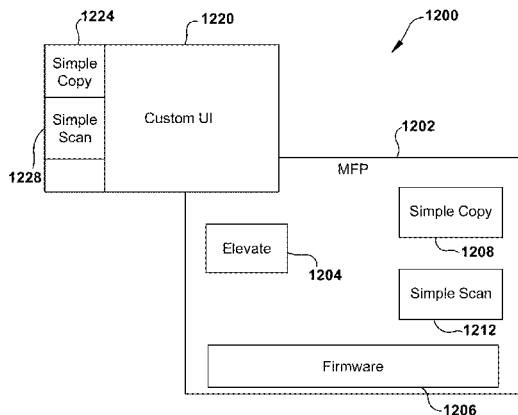 1224
1220
1200
Simple
Copy
Simple
Scan
Custom UI
1228
1202
MFP
Simple Copy
1208
Elevate
1204
Simple Scan
1212
Firmware
1206